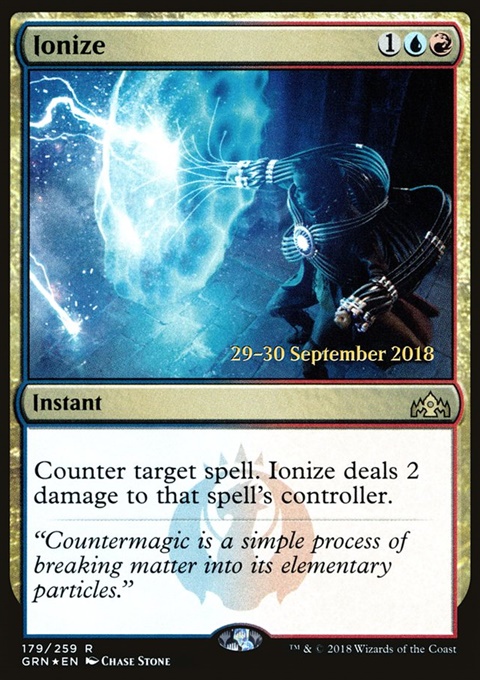 Ionize 1
29–30 September 2018
Instant
Counter target spell. Ionize deals 2
damage to that spell's controller.
“Countermagic is a simple process of
breaking matter into its elementary
particles.”
179/259 R
GRN★EN Chase Stone
™ & © 2018 Wizards of the Coast